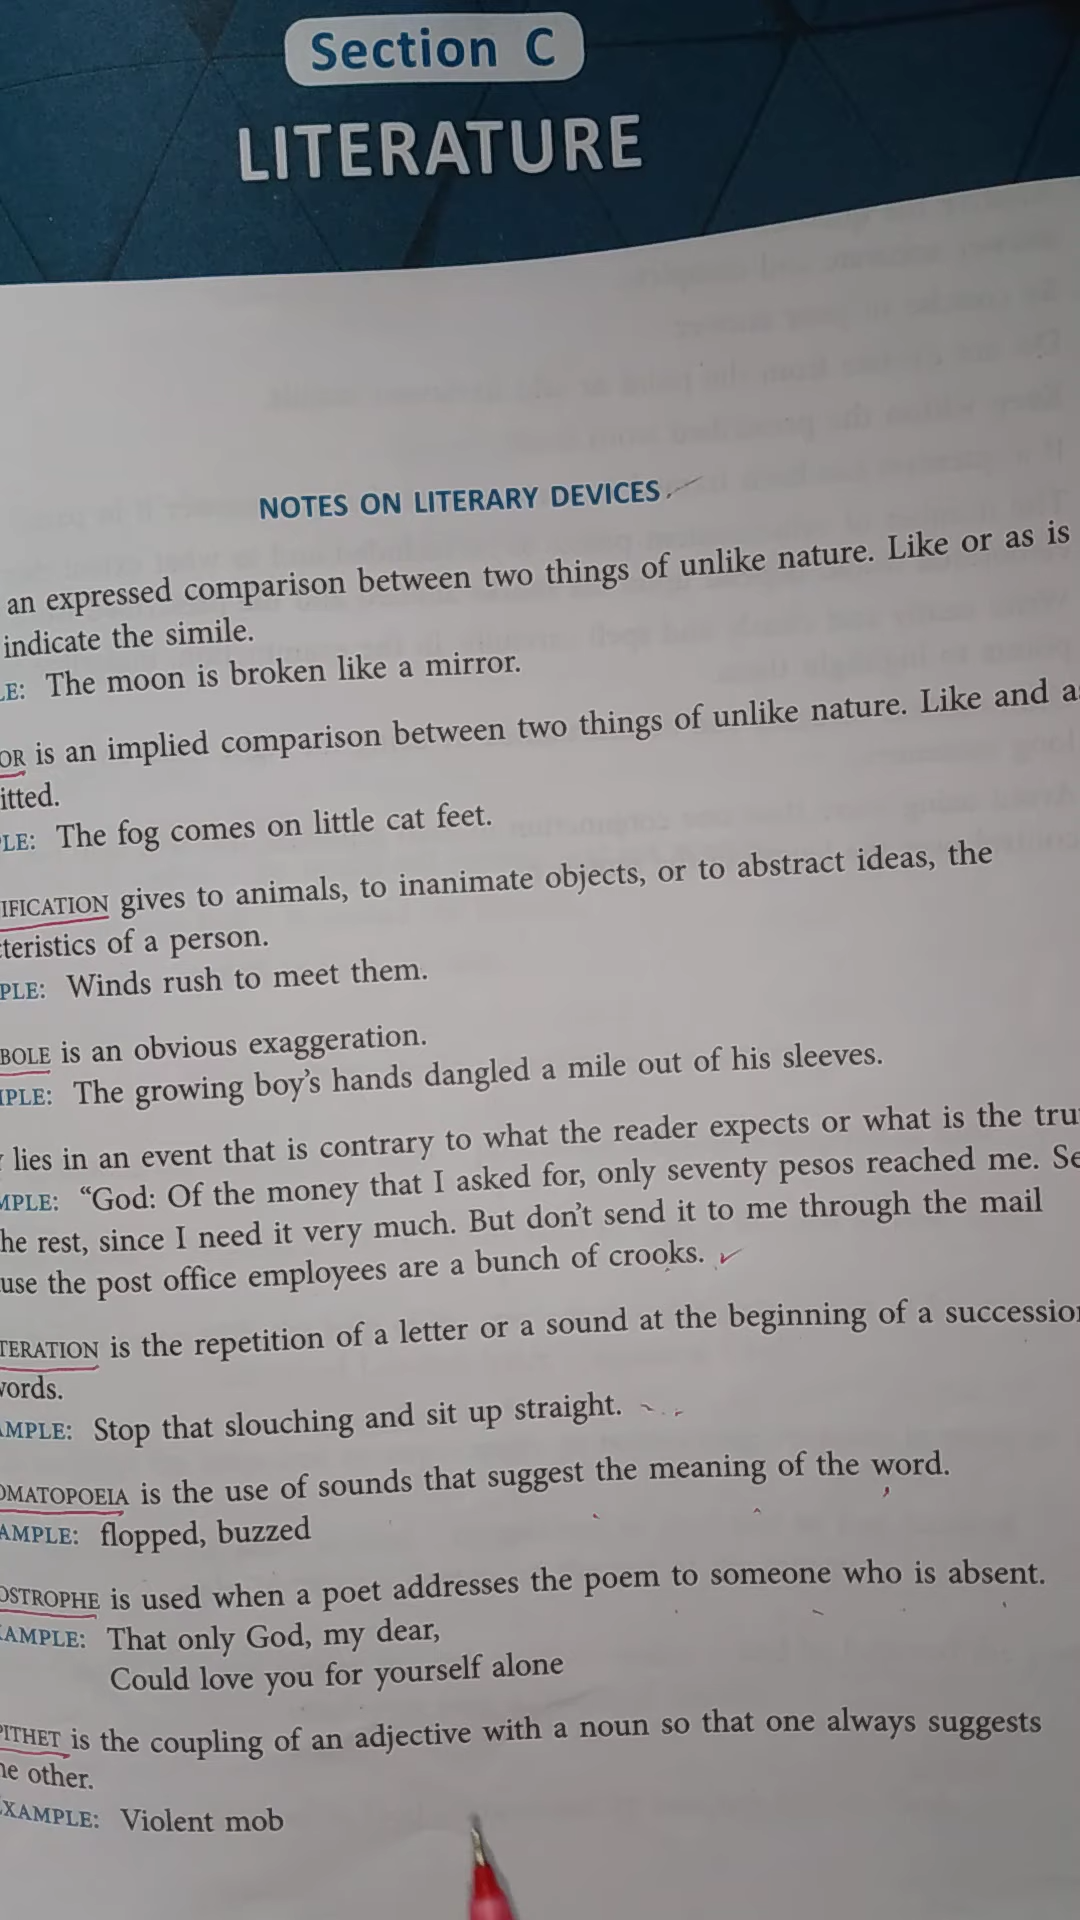 Section C
LITERATURE
NOTES ON LITERARY DEVICES
an expressed comparison between two things of unlike nature. Like or as is
indicate the simile.
LE: The moon is broken like a mirror.
OR is an implied comparison between two things of unlike nature. Like and as
itted.
PLE: The fog comes on little cat feet.
IFICATION gives to animals, to inanimate objects, or to abstract ideas, the
cteristics of a person.
PLE: Winds rush to meet them.
BOLE is an obvious exaggeration.
MPLE: The growing boy's hands dangled a mile out of his sleeves.
lies in an event that is contrary to what the reader expects or what is the tru
MPLE: “God: Of the money that I asked for, only seventy pesos reached me. Se
he rest, since I need it very much. But don't send it to me through the mail
use the post office employees are a bunch of crooks.
TERATION is the repetition of a letter or a sound at the beginning of a succession
words.
AMPLE: Stop that slouching and sit up straight.
OMATOPOEIA is the use of sounds that suggest the meaning of the word.
AMPLE: flopped, buzzed
OSTROPHE is used when a poet addresses the poem to someone who is absent.
XAMPLE: That only God, my dear,
Could love you for yourself alone
PITHET is the coupling of an adjective with a noun so that one always suggests
he other.
EXAMPLE: Violent mob